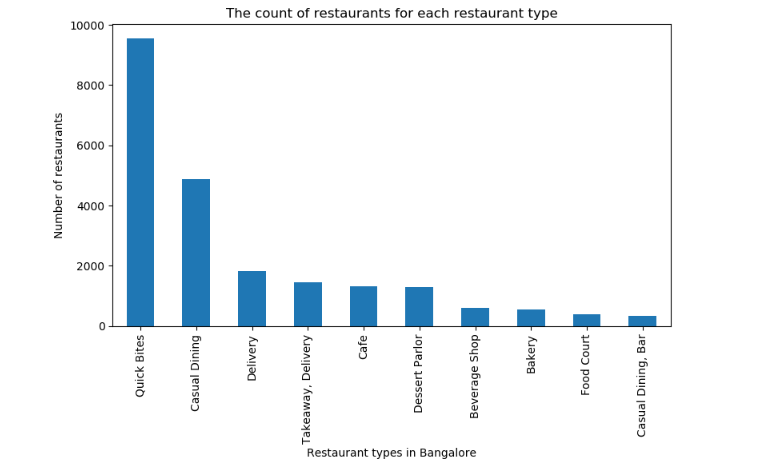 The count of restaurants for each restaurant type
10000
8000
6000
4000
2000
0
Number of restaurants
Quick Bites
Casual Dining
Delivery
Takeaway, Delivery
Cafe
Dessert Parlor
Beverage Shop
Bakery
Food Court
Casual Dining, Bar
Restaurant types in Bangalore